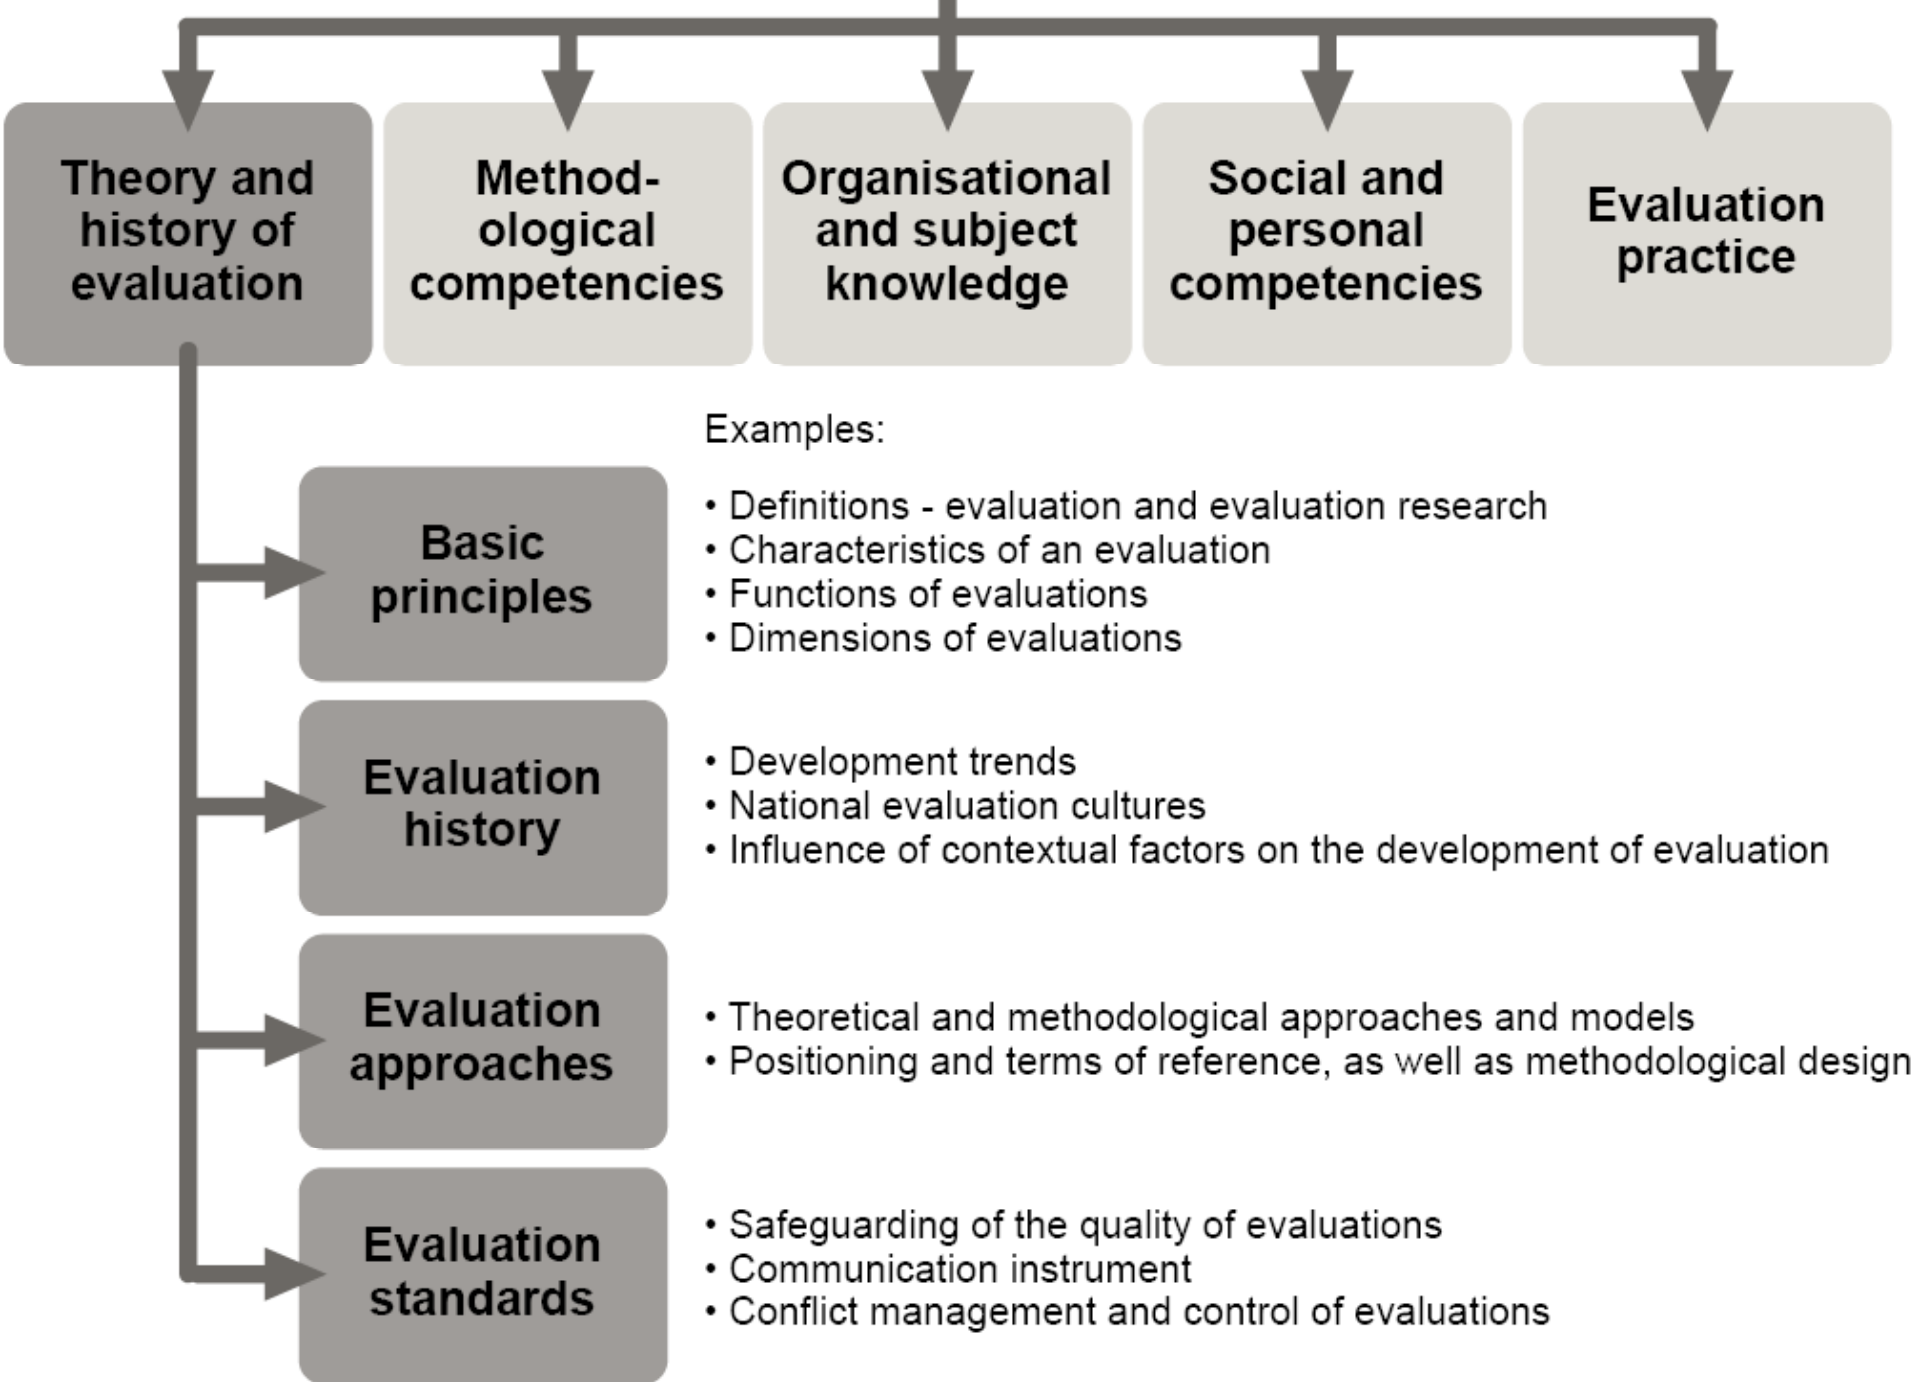 Theory and
history of
evaluation
Method-
ological
competencies
Organisational
and subject
knowledge
Social and
personal
competencies
Evaluation
practice
Examples:
Basic
principles
• Definitions - evaluation and evaluation research
• Characteristics of an evaluation
• Functions of evaluations
• Dimensions of evaluations
Evaluation
history
• Development trends
• National evaluation cultures
• Influence of contextual factors on the development of evaluation
Evaluation
approaches
• Theoretical and methodological approaches and models
• Positioning and terms of reference, as well as methodological design
Evaluation
standards
• Safeguarding of the quality of evaluations
• Communication instrument
• Conflict management and control of evaluations